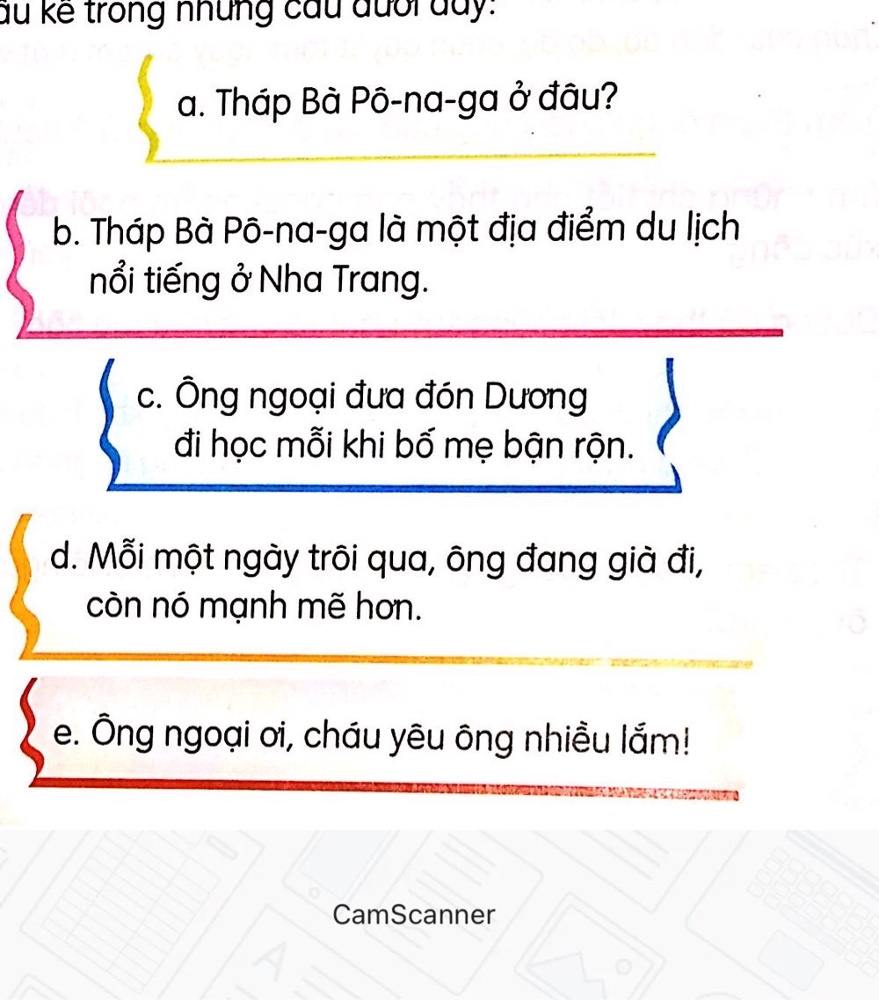 câu kể trong những câu dưới đây?
a. Tháp Bà Pô-na-ga ở đâu?
b. Tháp Bà Pô-na-ga là một địa điểm du lịch
nổi tiếng ở Nha Trang.
c. Ông ngoại đưa đón Dương
đi học mỗi khi bố mẹ bận rộn.
d. Mỗi một ngày trôi qua, ông đang già đi,
còn nó mạnh mẽ hơn.
e. Ông ngoại ơi, cháu yêu ông nhiều lắm!
CamScanner